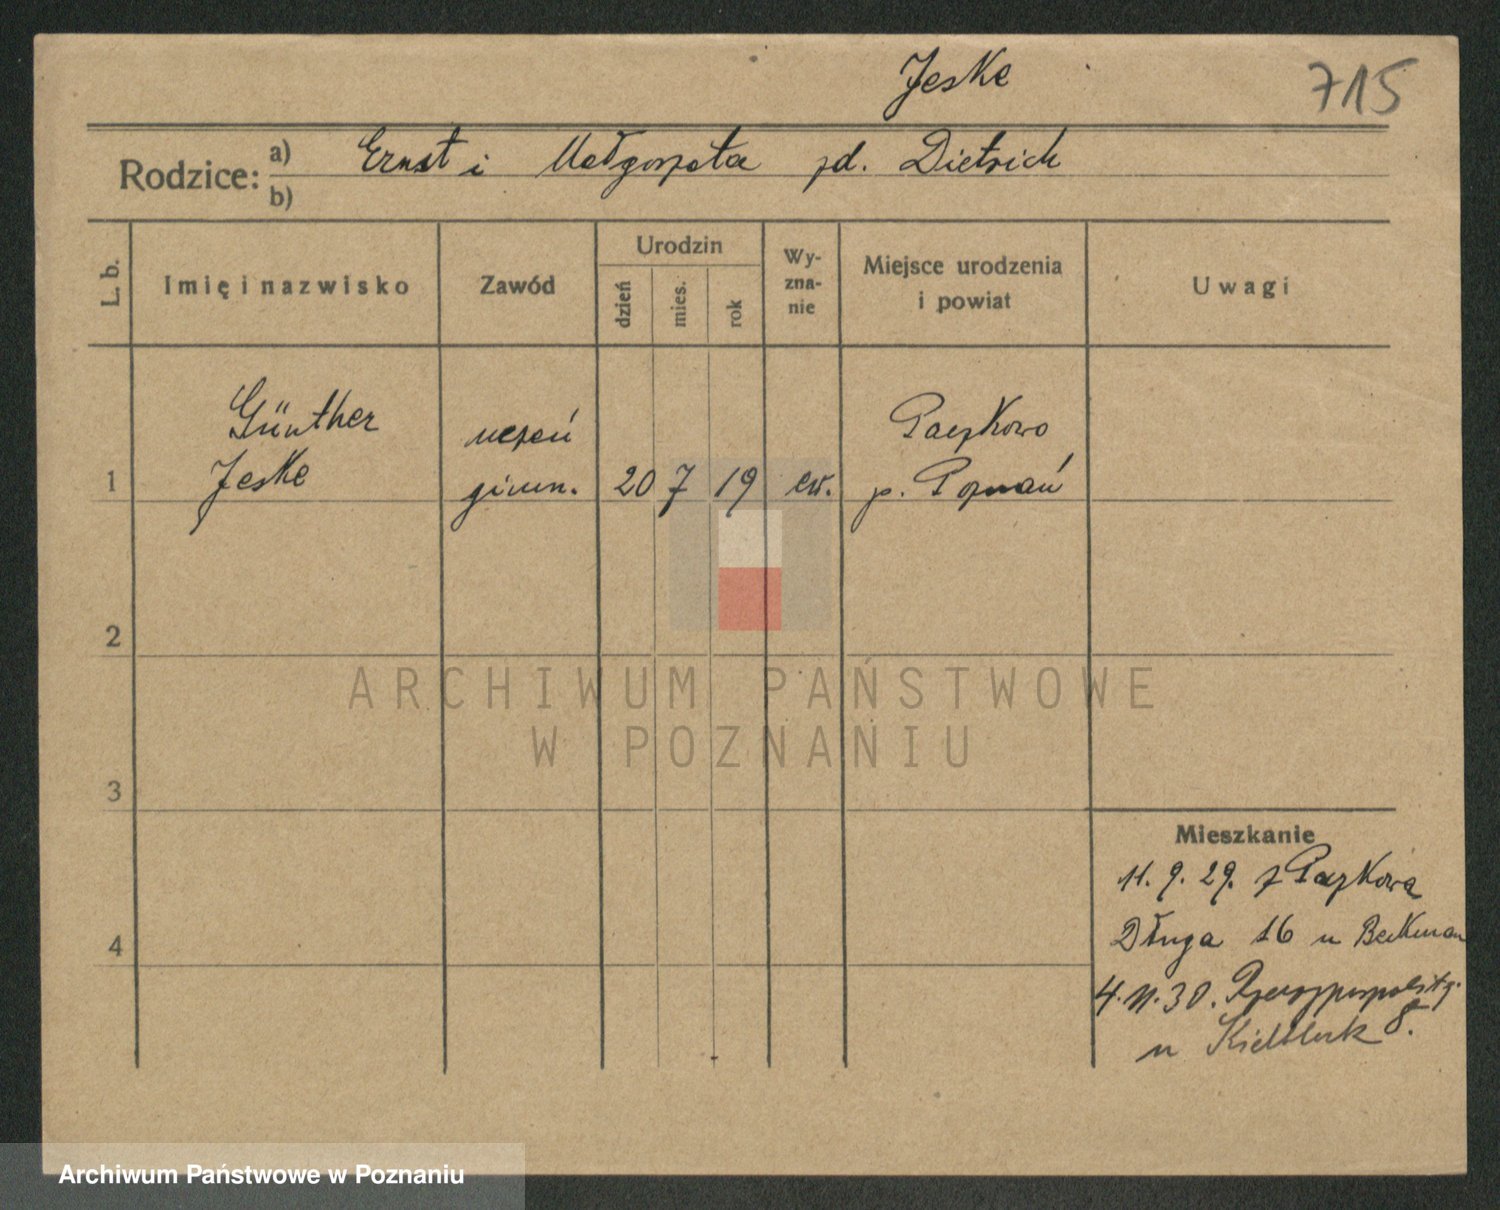 Jeske
715
Rodzice: a) Ernst i Małgorzata zd. Dietrich
b)
L. b.
Imię i nazwisko
Zawód
Urodzin
dzień
mies.
rok
Wy-
zna-
nie
Miejsce urodzenia
i powiat
Uwagi
Günther uczeń Paczkowo
1 Jeske gimn. 20 7 19 ew. p. Poznań
2
ARCHIWUM PAŃSTWOWE
W POZNANIU
3
Mieszkanie
11. 9. 29. z Paczkowa
4
Długa 16 u Beckman
4. 11. 30. Rzeczypospolitej
8.
u
Archiwum Państwowe w Poznaniu